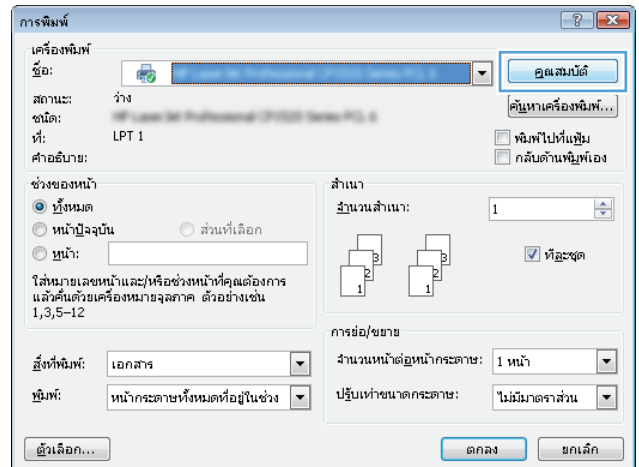 การพิมพ์
เครื่องพิมพ์
ชื่อ:
คุณสมบัติ
สถานะ: ว่าง
ชนิด:
ค้นหาเครื่องพิมพ์...
ที่: LPT 1
พิมพ์ไปที่แฟ้ม
คำอธิบาย:
กลับด้านพิมพ์เอง
ช่วงของหน้า
สำเนา
ทั้งหมด
จำนวนสำเนา: 1
หน้าปัจจุบัน ส่วนที่เลือก
หน้า:
ทีละชุด
ใส่หมายเลขหน้าและ/หรือช่วงหน้าที่คุณต้องการ
แล้วคั่นด้วยเครื่องหมายจุลภาค ตัวอย่างเช่น
1,3,5–12
3 3
2 2
1 1
การย่อ/ขยาย
สิ่งที่พิมพ์: เอกสาร
จำนวนหน้าต่อหน้ากระดาษ: 1 หน้า
พิมพ์: หน้ากระดาษทั้งหมดที่อยู่ในช่วง
ปรับเท่าขนาดกระดาษ: ไม่มีมาตราส่วน
ตัวเลือก...
ตกลง
ยกเลิก